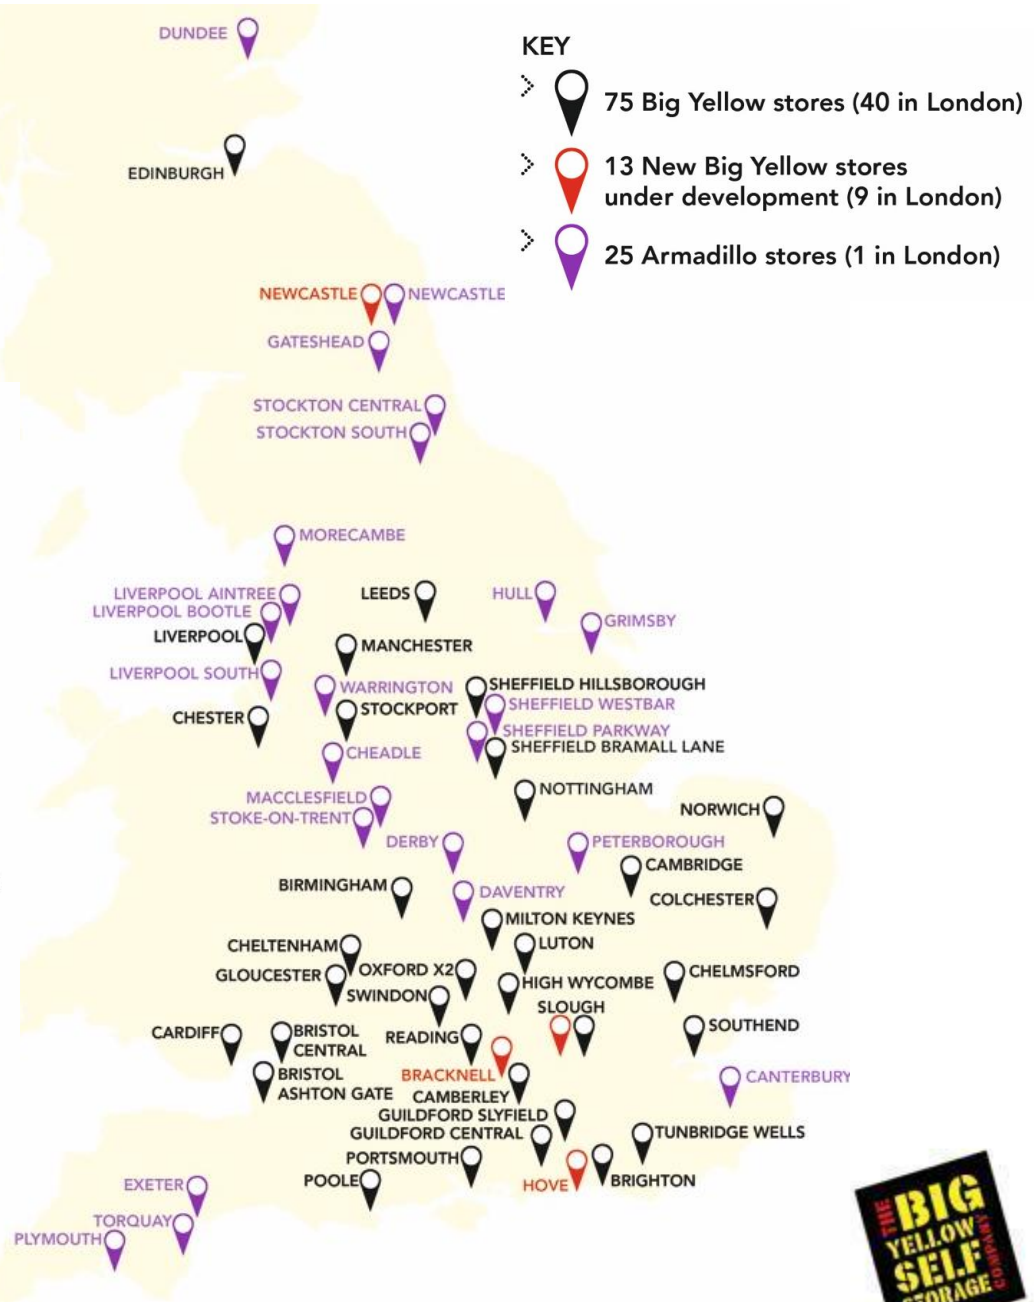 DUNDEE
KEY
75 Big Yellow stores (40 in London)
EDINBURGH
13 New Big Yellow stores
under development (9 in London)
25 Armadillo stores (1 in London)
NEWCASTLE
NEWCASTLE
GATESHEAD
STOCKTON CENTRAL
STOCKTON SOUTH
MORECAMBE
LIVERPOOL AINTREE
LEEDS
HULL
LIVERPOOL BOOTLE
GRIMSBY
LIVERPOOL
MANCHESTER
LIVERPOOL SOUTH
WARRINGTON
SHEFFIELD HILLSBOROUGH
SHEFFIELD WESTBAR
CHESTER
STOCKPORT
SHEFFIELD PARKWAY
SHEFFIELD BRAMALL LANE
CHEADLE
NOTTINGHAM
MACCLESFIELD
NORWICH
STOKE-ON-TRENT
DERBY
PETERBOROUGH
CAMBRIDGE
BIRMINGHAM
DAVENTRY
COLCHESTER
MILTON KEYNES
CHELTENHAM
LUTON
GLOUCESTER
OXFORD X2
HIGH WYCOMBE
CHELMSFORD
SWINDON
SLOUGH
CARDIFF
BRISTOL
CENTRAL
READING
SOUTHEND
BRISTOL
ASHTON GATE
BRACKNELL
CANTERBURY
CAMBERLEY
GUILDFORD SLYFIELD
GUILDFORD CENTRAL
TUNBRIDGE WELLS
PORTSMOUTH
POOLE
HOVE
BRIGHTON
EXETER
TORQUAY
PLYMOUTH
THE
BIG
YELLOW
SELF
STORAGE
COMPANY